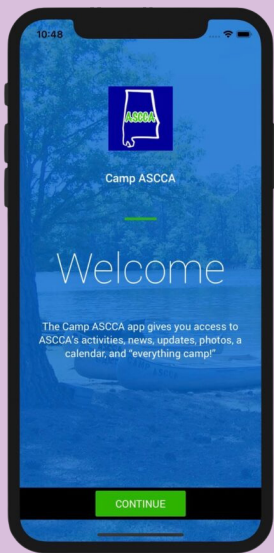 10:48
ASCCA
Camp ASCCA
Welcome
The Camp ASCCA app gives you access to
ASCCA's activities, news, updates, photos, a
calendar, and "everything camp!"
CONTINUE